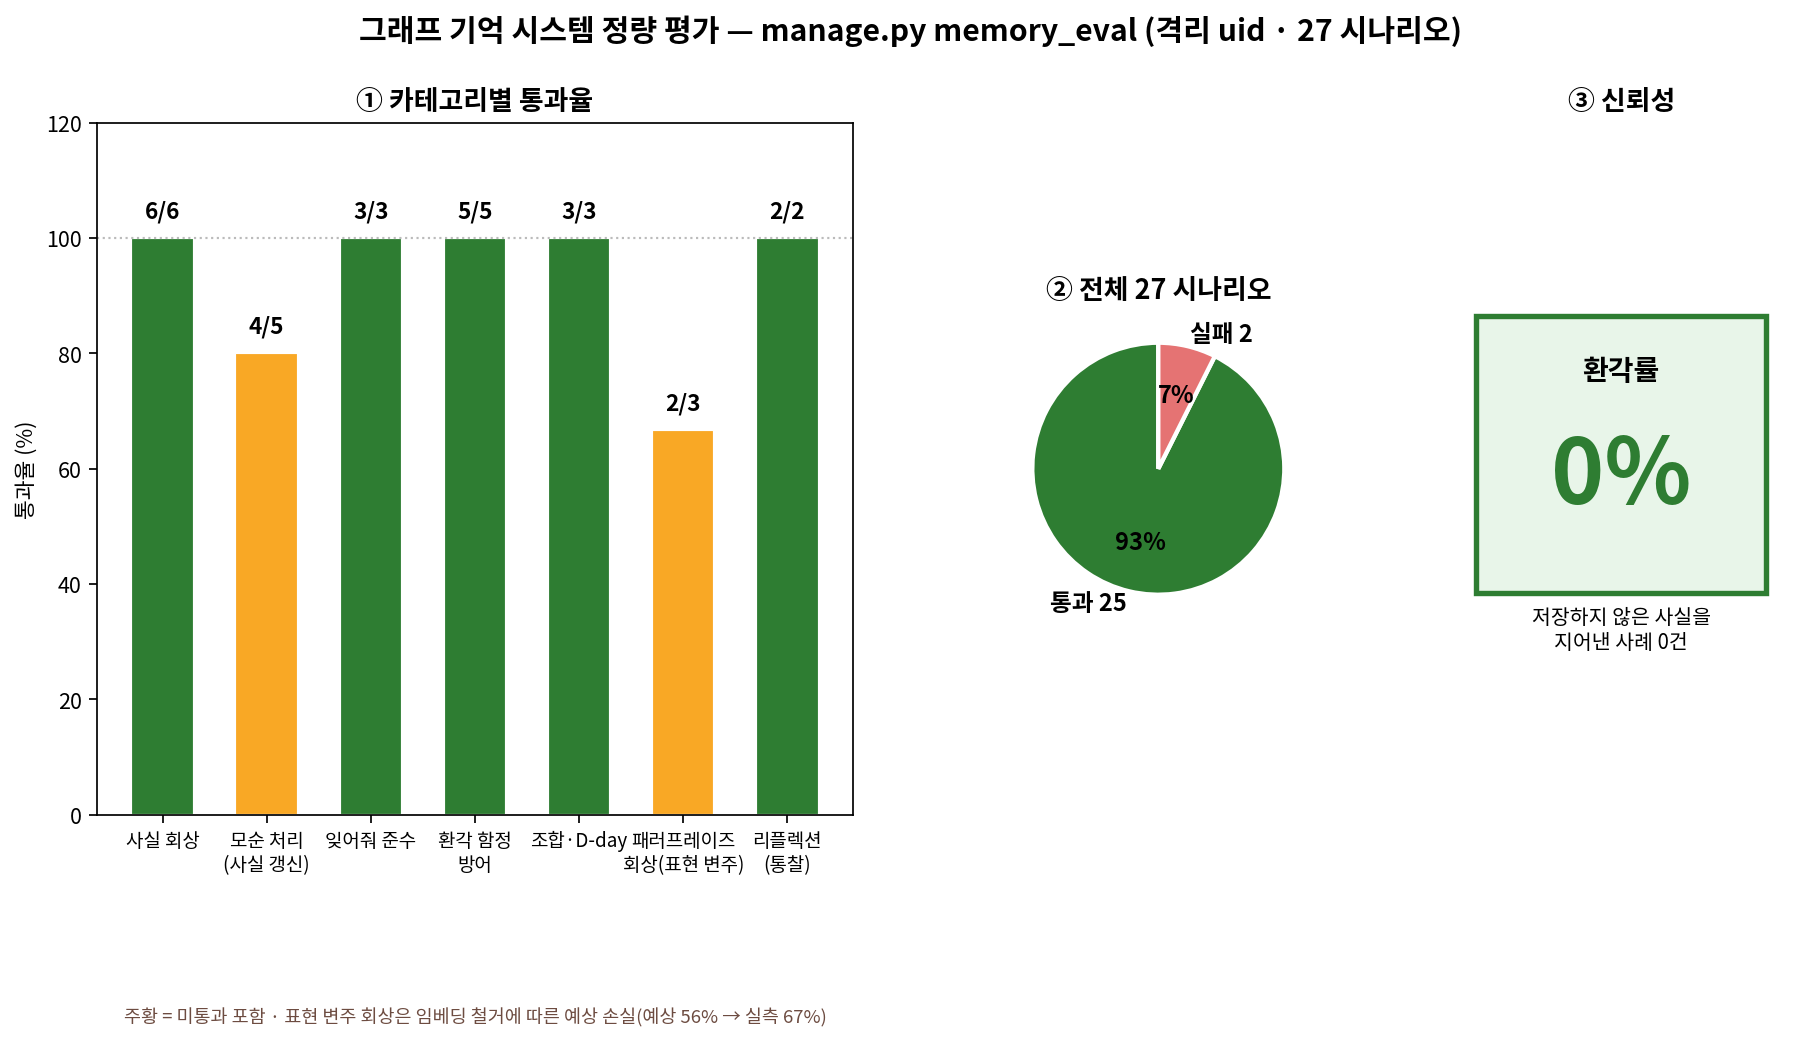 그래프 기억 시스템 정량 평가 — manage.py memory_eval (격리 uid · 27 시나리오)
① 카테고리별 통과율
120
100
80
60
40
20
0
통과율 (%)
6/6
4/5
3/3
5/5
3/3
2/3
2/2
사실 회상
모순 처리
(사실 갱신)
잊어줘 준수
환각 함정
방어
조합·D-day
패러프레이즈
회상(표현 변주)
리플렉션
(통찰)
주황 = 미통과 포함 · 표현 변주 회상은 임베딩 철거에 따른 예상 손실(예상 56% → 실측 67%)
② 전체 27 시나리오
실패 2
7%
93%
통과 25
③ 신뢰성
환각률
0%
저장하지 않은 사실을
지어낸 사례 0건